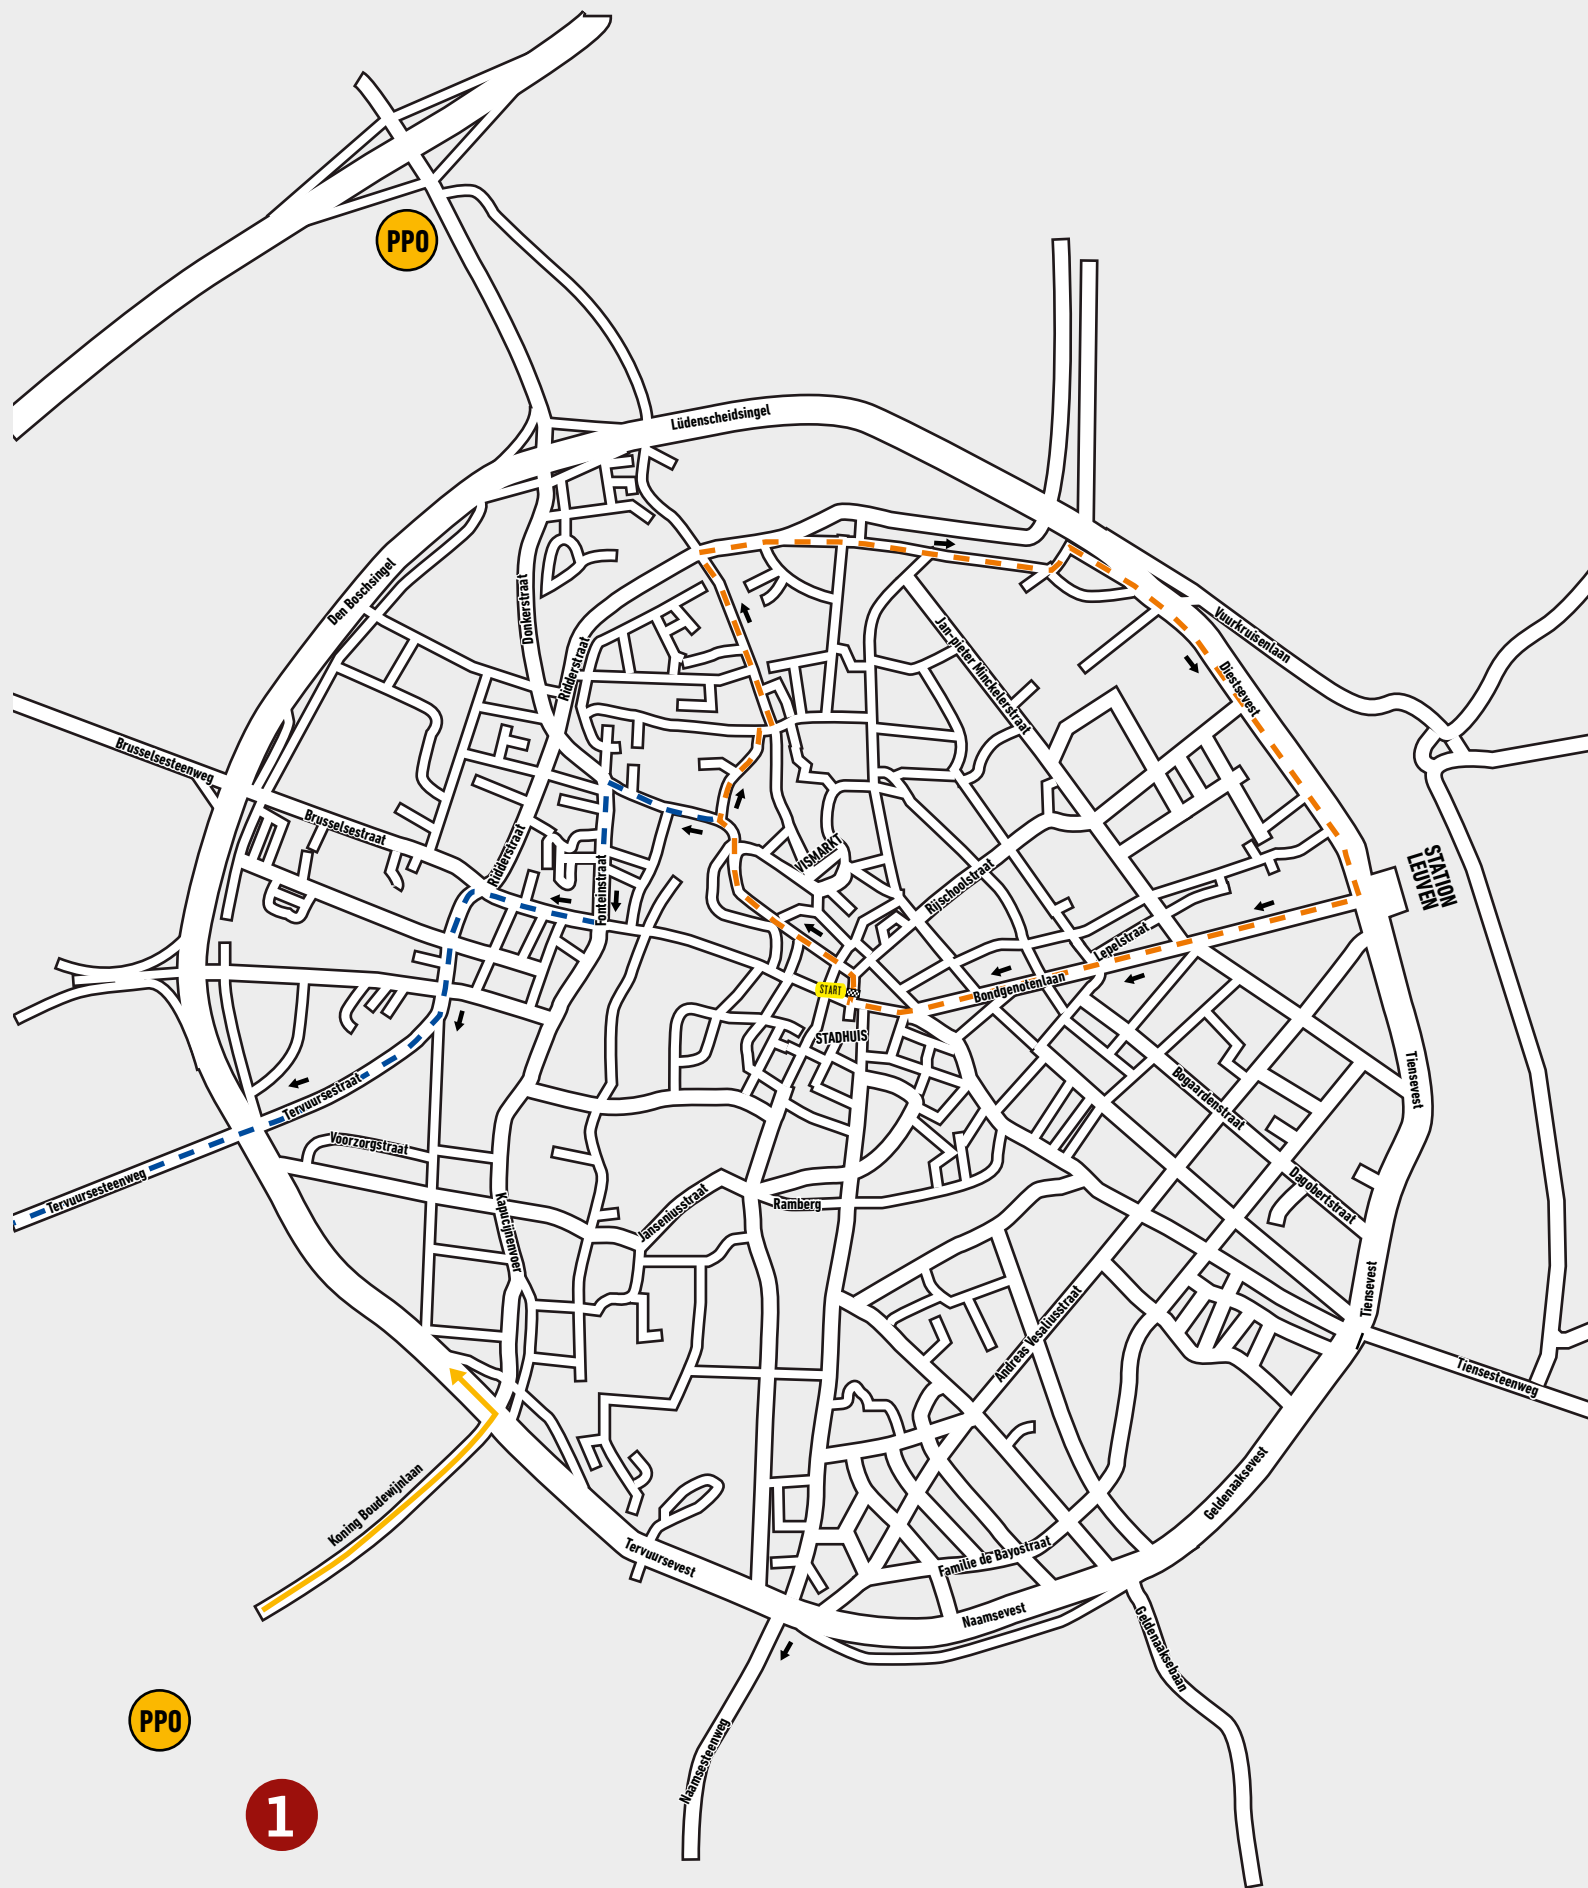 PPO
Lüdenscheidsingel
Den Boschsingel
Donkerstraat
Ridderstraat
Vuurkruisenlaan
Jan-pieter Minckelerstraat
Diestsevest
Brusselsesteenweg
Brusselsestraat
Ridderstraat
Fonteinstraat
VISMARKT
Rijschoolstraat
STATION
LEUVEN
Lepelstraat
Bondgenotenlaan
START
STADHUIS
Tervuursestraat
Bogaardenstraat
Tiensevest
Voorzorgstraat
Tervuursesteenweg
Kapucijnenvoer
Janseniusstraat
Ramberg
Dagobertstraat
Tiensevest
Andreas Vesaliusstraat
Tiensesteenweg
Koning Boudewijnlaan
Geldenaaksevest
Tervuursevest
Familie de Bayostraat
Naamsevest
Geldenaaksebaan
Naamsesteenweg
PPO
1